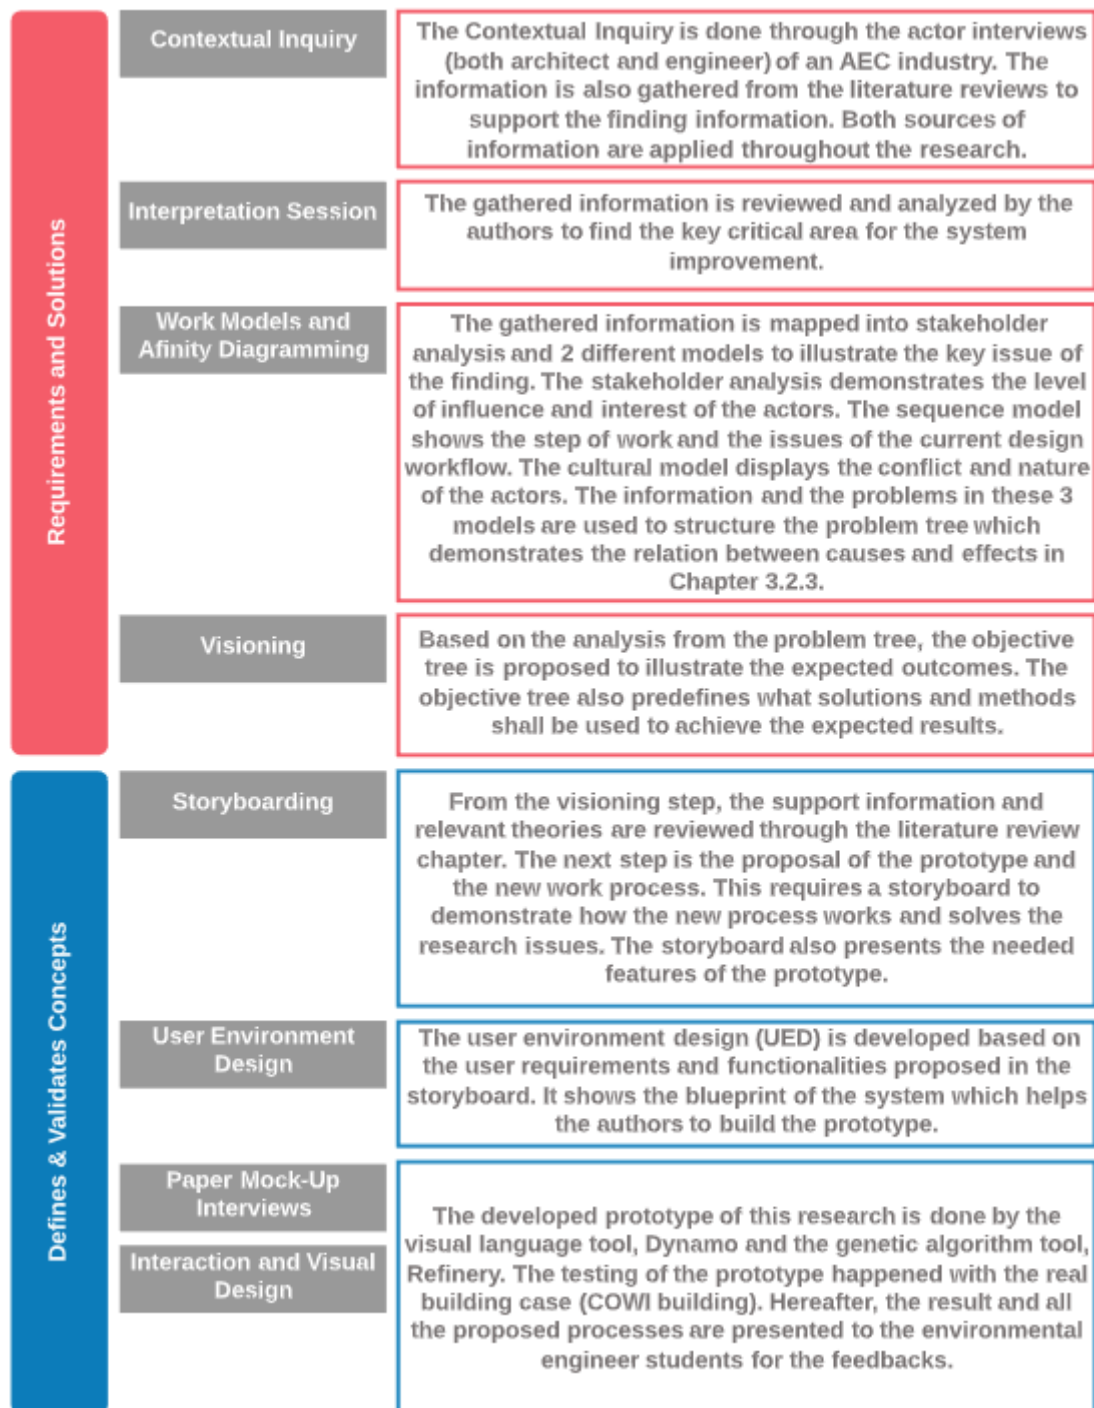 Requirements and Solutions
Contextual Inquiry
The Contextual Inquiry is done through the actor interviews
(both architect and engineer) of an AEC industry. The
information is also gathered from the literature reviews to
support the finding information. Both sources of
information are applied throughout the research.
Interpretation Session
The gathered information is reviewed and analyzed by the
authors to find the key critical area for the system
improvement.
Work Models and
Afinity Diagramming
The gathered information is mapped into stakeholder
analysis and 2 different models to illustrate the key issue of
the finding. The stakeholder analysis demonstrates the level
of influence and interest of the actors. The sequence model
shows the step of work and the issues of the current design
workflow. The cultural model displays the conflict and nature
of the actors. The information and the problems in these 3
models are used to structure the problem tree which
demonstrates the relation between causes and effects in
Chapter 3.2.3.
Visioning
Based on the analysis from the problem tree, the objective
tree is proposed to illustrate the expected outcomes. The
objective tree also predefines what solutions and methods
shall be used to achieve the expected results.
Defines & Validates Concepts
Storyboarding
From the visioning step, the support information and
relevant theories are reviewed through the literature review
chapter. The next step is the proposal of the prototype and
the new work process. This requires a storyboard to
demonstrate how the new process works and solves the
research issues. The storyboard also presents the needed
features of the prototype.
User Environment
Design
The user environment design (UED) is developed based on
the user requirements and functionalities proposed in the
storyboard. It shows the blueprint of the system which helps
the authors to build the prototype.
Paper Mock-Up
Interviews
Interaction and Visual
Design
The developed prototype of this research is done by the
visual language tool, Dynamo and the genetic algorithm tool,
Refinery. The testing of the prototype happened with the real
building case (COWI building). Hereafter, the result and all
the proposed processes are presented to the environmental
engineer students for the feedbacks.